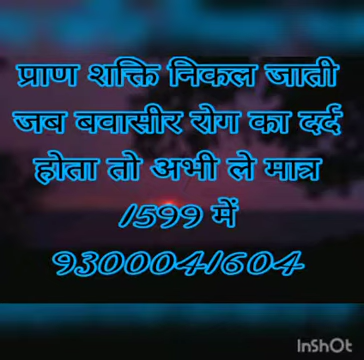 प्राण शक्ति निकल जाती
जब बवासीर रोग का दर्द
होता तो अभी ले मात्र
1599 में
9300041604
InShOt